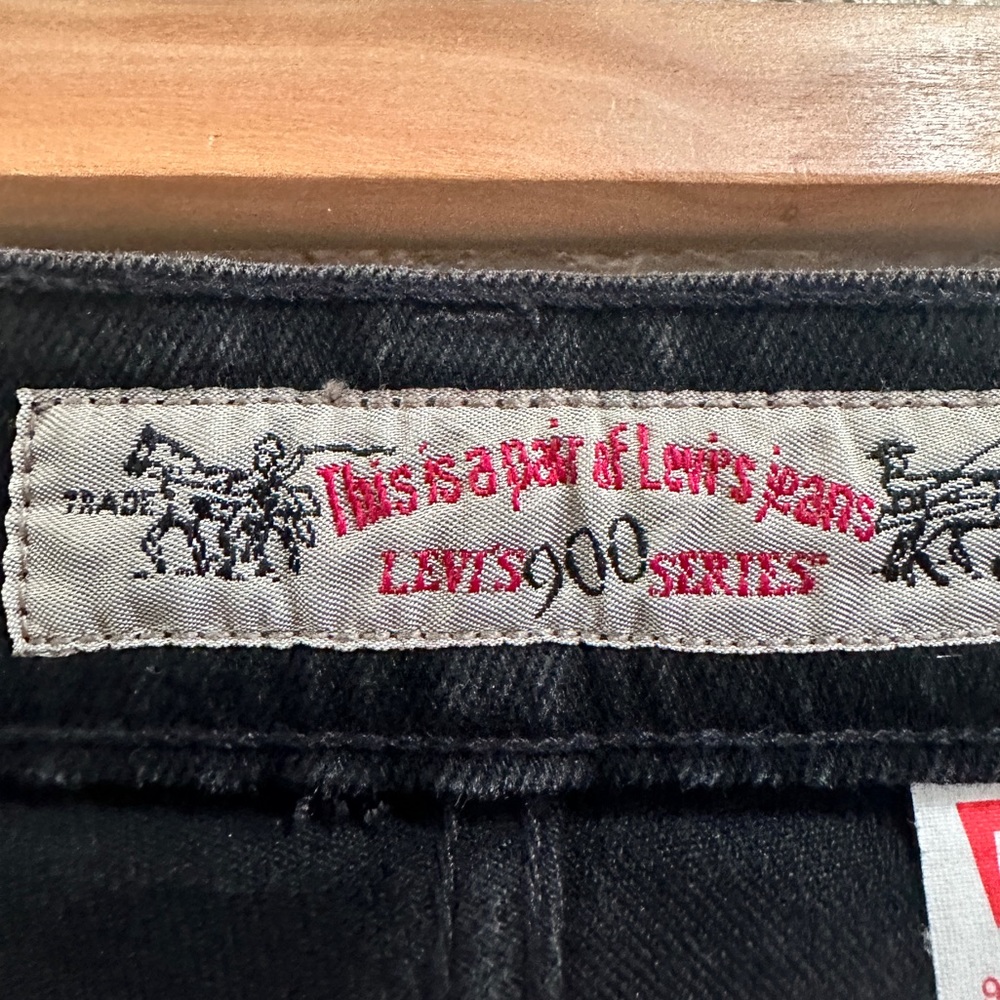 TRADE
This is a pair of Levi's jeans
LEVI'S 900 SERIES